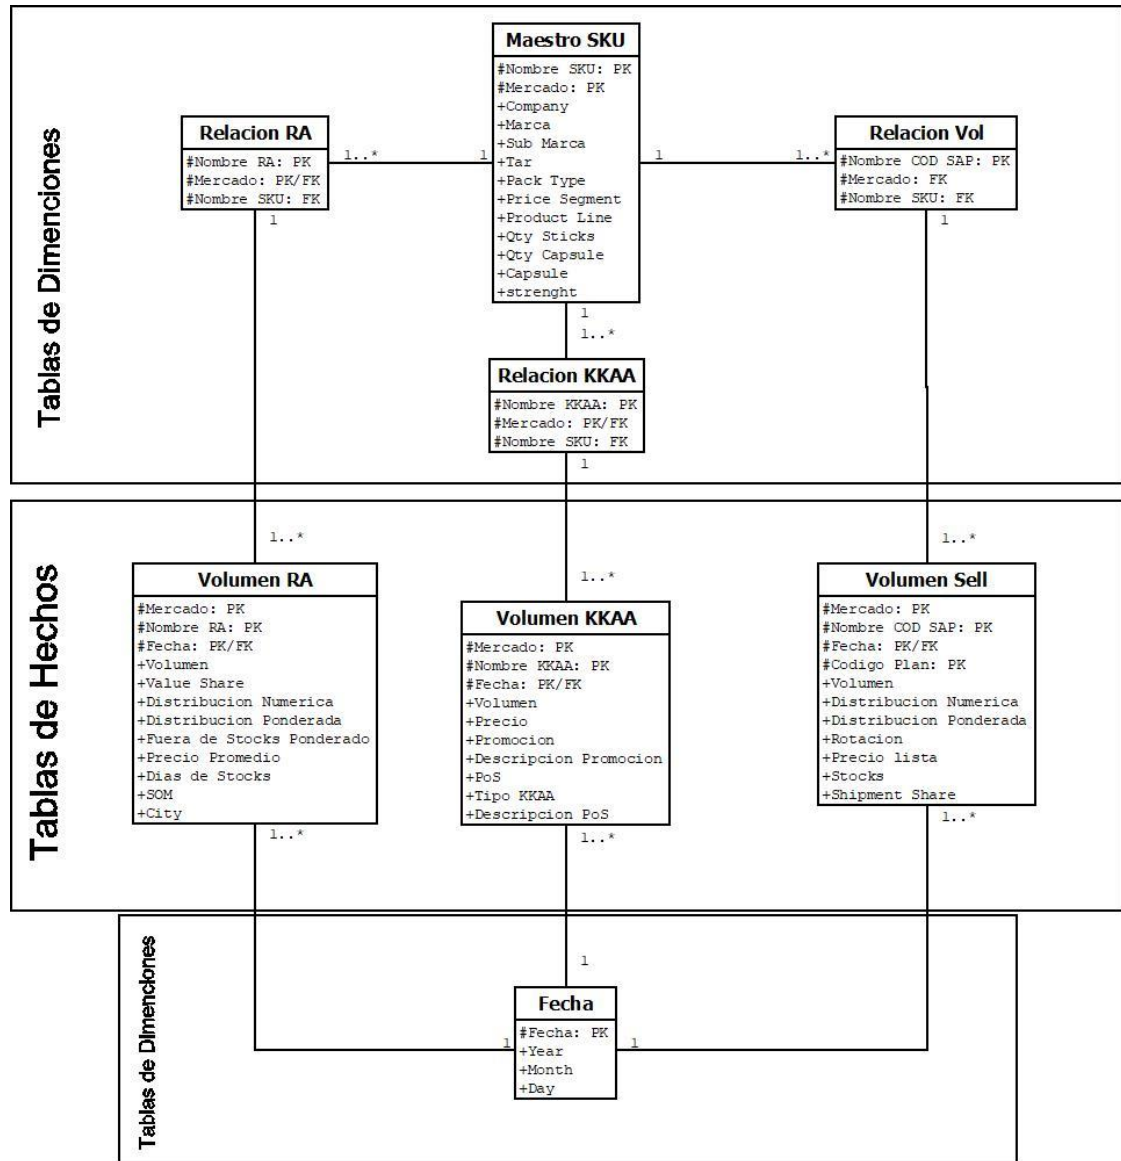 Tablas de Dimenciones
Maestro SKU
#Nombre SKU: PK
#Mercado: PK
+Company
+Marca
+Sub Marca
+Tar
+Pack Type
+Price Segment
+Product Line
+Qty Sticks
+Qty Capsule
+Capsule
+strenght
Relacion RA
#Nombre RA: PK
#Mercado: PK/FK
#Nombre SKU: FK
1..*
1
1
1..*
Relacion Vol
#Nombre COD SAP: PK
#Mercado: FK
#Nombre SKU: FK
1
1
1
1..*
Relacion KKAA
#Nombre KKAA: PK
#Mercado: PK/FK
#Nombre SKU: FK
1
Tablas de Hechos
1..*
1..*
1..*
Volumen RA
#Mercado: PK
#Nombre RA: PK
#Fecha: PK/FK
+Volumen
+Value Share
+Distribucion Numerica
+Distribucion Ponderada
+Fuera de Stocks Ponderado
+Precio Promedio
+Dias de Stocks
+SOM
+City
1..*
Volumen KKAA
#Mercado: PK
#Nombre KKAA: PK
#Fecha: PK/FK
+Volumen
+Precio
+Promocion
+Descripcion Promocion
+PoS
+Tipo KKAA
+Descripcion PoS
1..*
Volumen Sell
#Mercado: PK
#Nombre COD SAP: PK
#Fecha: PK/FK
#Codigo Plan: PK
+Volumen
+Distribucion Numerica
+Distribucion Ponderada
+Rotacion
+Precio lista
+Stocks
+Shipment Share
1..*
Tablas de Dimenciones
1
Fecha
#Fecha: PK
+Year
+Month
+Day
1
1